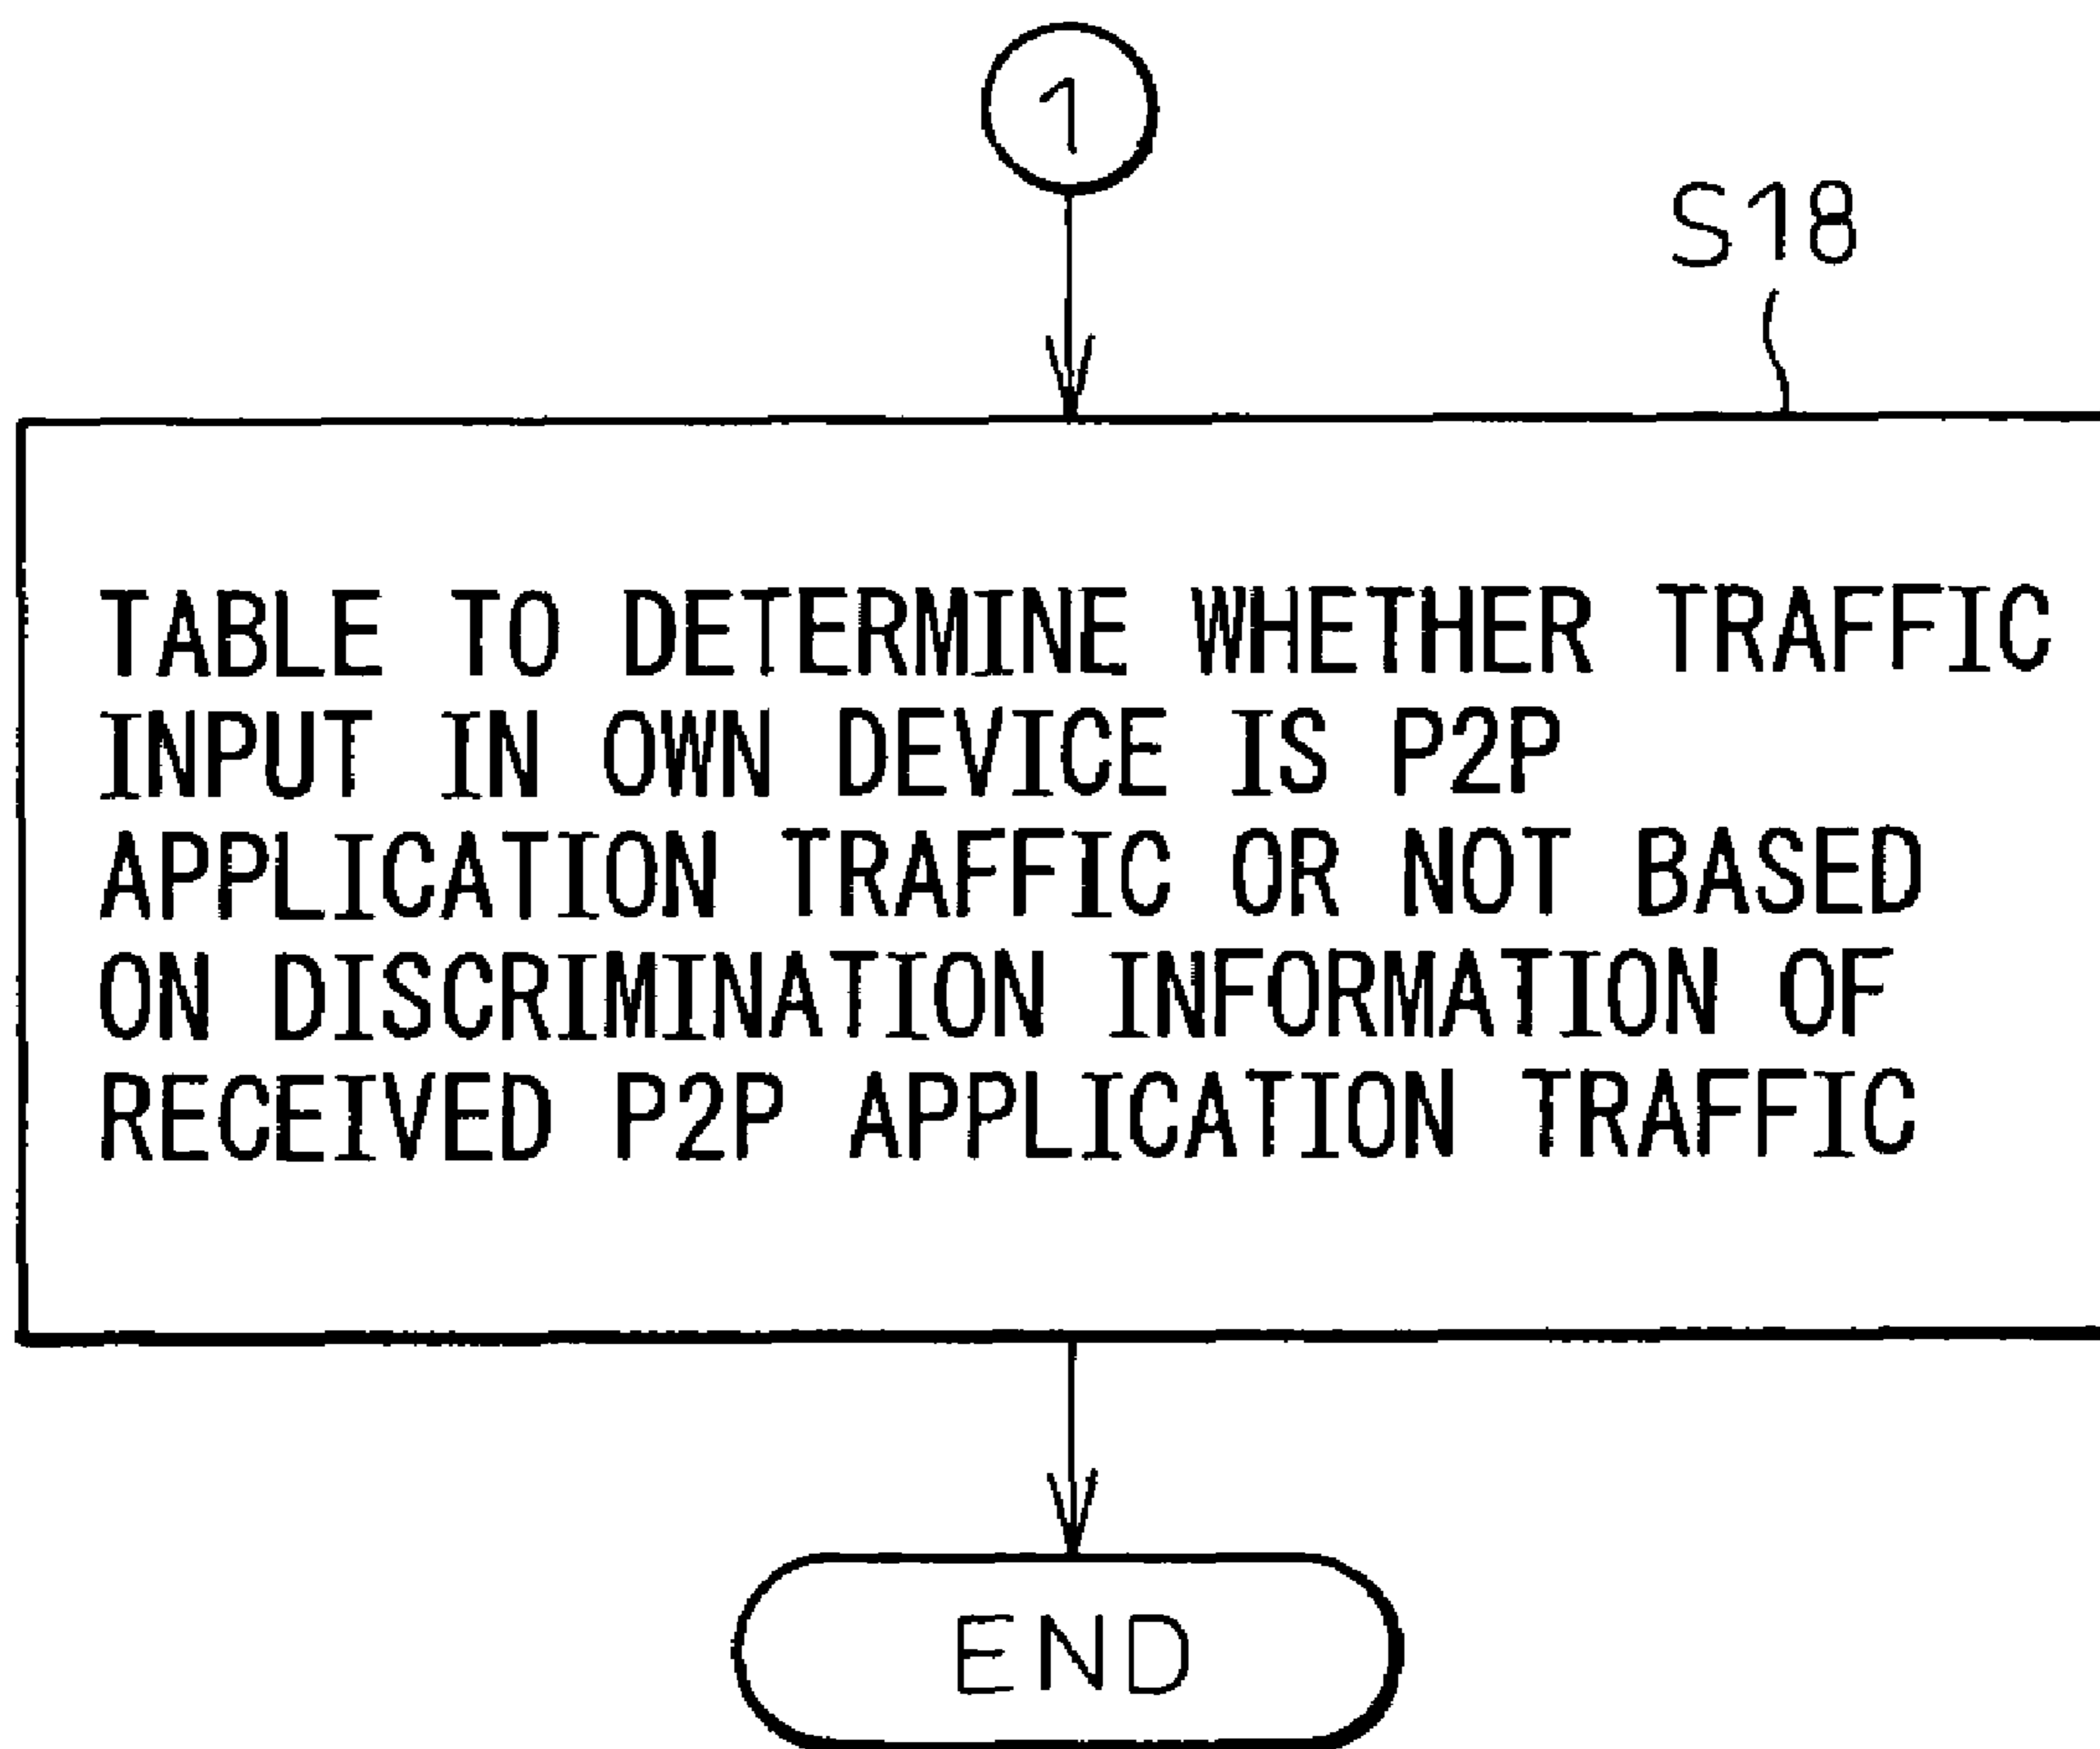 1
S18
TABLE TO DETERMINE WHETHER TRAFFIC
INPUT IN OWN DEVICE IS P2P
APPLICATION TRAFFIC OR NOT BASED
ON DISCRIMINATION INFORMATION OF
RECEIVED P2P APPLICATION TRAFFIC
END